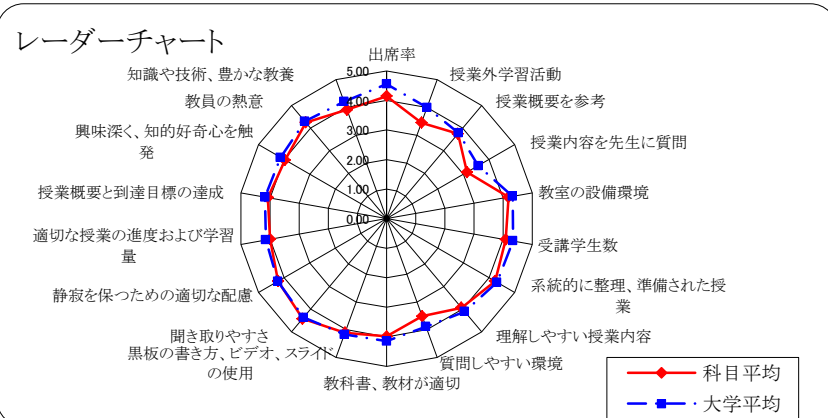 レーダーチャート
出席率
授業外学習活動
授業概要を参考
授業内容を先生に質問
教室の設備環境
受講学生数
系統的に整理、準備された授
業
理解しやすい授業内容
質問しやすい環境
教科書、教材が適切
黒板の書き方、ビデオ、スライド
の使用
聞き取りやすさ
静寂を保つための適切な配慮
適切な授業の進度および学習
量
授業概要と到達目標の達成
興味深く、知的好奇心を触
発
教員の熱意
知識や技術、豊かな教養
5.00
4.00
3.00
2.00
1.00
0.00
科目平均
大学平均